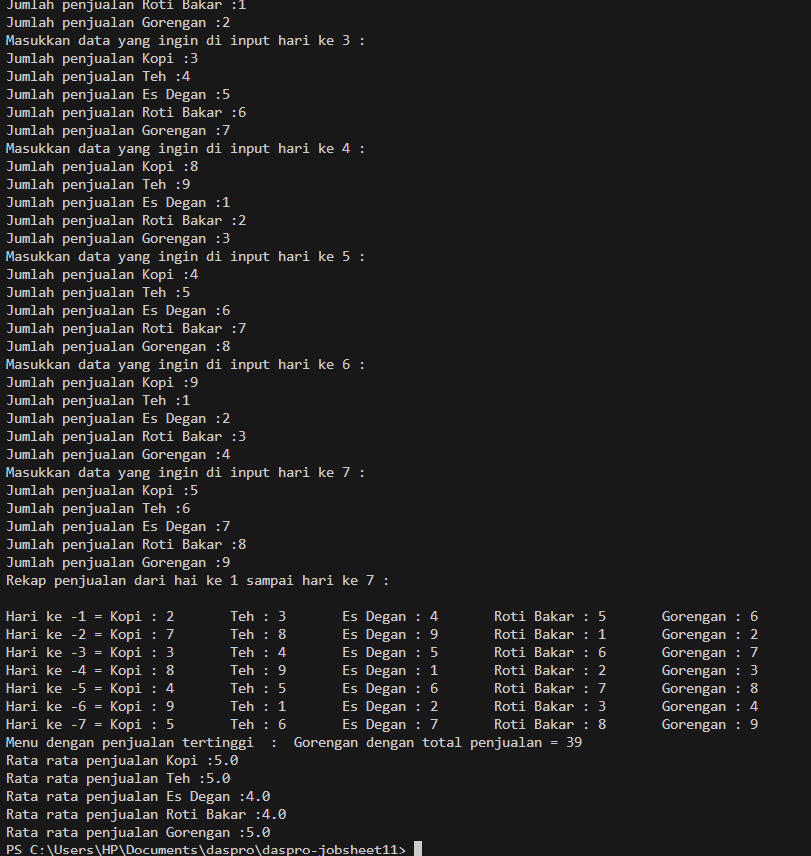 Jumlah penjualan Roti Bakar :1
Jumlah penjualan Gorengan :2
Masukkan data yang ingin di input hari ke 3 :
Jumlah penjualan Kopi :3
Jumlah penjualan Teh :4
Jumlah penjualan Es Degan :5
Jumlah penjualan Roti Bakar :6
Jumlah penjualan Gorengan :7
Masukkan data yang ingin di input hari ke 4 :
Jumlah penjualan Kopi :8
Jumlah penjualan Teh :9
Jumlah penjualan Es Degan :1
Jumlah penjualan Roti Bakar :2
Jumlah penjualan Gorengan :3
Masukkan data yang ingin di input hari ke 5 :
Jumlah penjualan Kopi :4
Jumlah penjualan Teh :5
Jumlah penjualan Es Degan :6
Jumlah penjualan Roti Bakar :7
Jumlah penjualan Gorengan :8
Masukkan data yang ingin di input hari ke 6 :
Jumlah penjualan Kopi :9
Jumlah penjualan Teh :1
Jumlah penjualan Es Degan :2
Jumlah penjualan Roti Bakar :3
Jumlah penjualan Gorengan :4
Masukkan data yang ingin di input hari ke 7 :
Jumlah penjualan Kopi :5
Jumlah penjualan Teh :6
Jumlah penjualan Es Degan :7
Jumlah penjualan Roti Bakar :8
Jumlah penjualan Gorengan :9
Rekap penjualan dari hai ke 1 sampai hari ke 7 :
Hari ke -1 = Kopi : 2 Teh : 3 Es Degan : 4 Roti Bakar : 5 Gorengan : 6
Hari ke -2 = Kopi : 7 Teh : 8 Es Degan : 9 Roti Bakar : 1 Gorengan : 2
Hari ke -3 = Kopi : 3 Teh : 4 Es Degan : 5 Roti Bakar : 6 Gorengan : 7
Hari ke -4 = Kopi : 8 Teh : 9 Es Degan : 1 Roti Bakar : 2 Gorengan : 3
Hari ke -5 = Kopi : 4 Teh : 5 Es Degan : 6 Roti Bakar : 7 Gorengan : 8
Hari ke -6 = Kopi : 9 Teh : 1 Es Degan : 2 Roti Bakar : 3 Gorengan : 4
Hari ke -7 = Kopi : 5 Teh : 6 Es Degan : 7 Roti Bakar : 8 Gorengan : 9
Menu dengan penjualan tertinggi  :  Gorengan dengan total penjualan = 39
Rata rata penjualan Kopi :5.0
Rata rata penjualan Teh :5.0
Rata rata penjualan Es Degan :4.0
Rata rata penjualan Roti Bakar :4.0
Rata rata penjualan Gorengan :5.0
PS C:\Users\HP\Documents\daspro\daspro-jobsheet11>